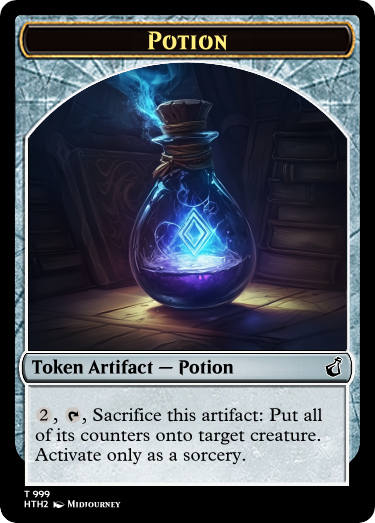 Potion
Token Artifact — Potion
2, , Sacrifice this artifact: Put all
of its counters onto target creature.
Activate only as a sorcery.
T 999
HTH2 Midjourney